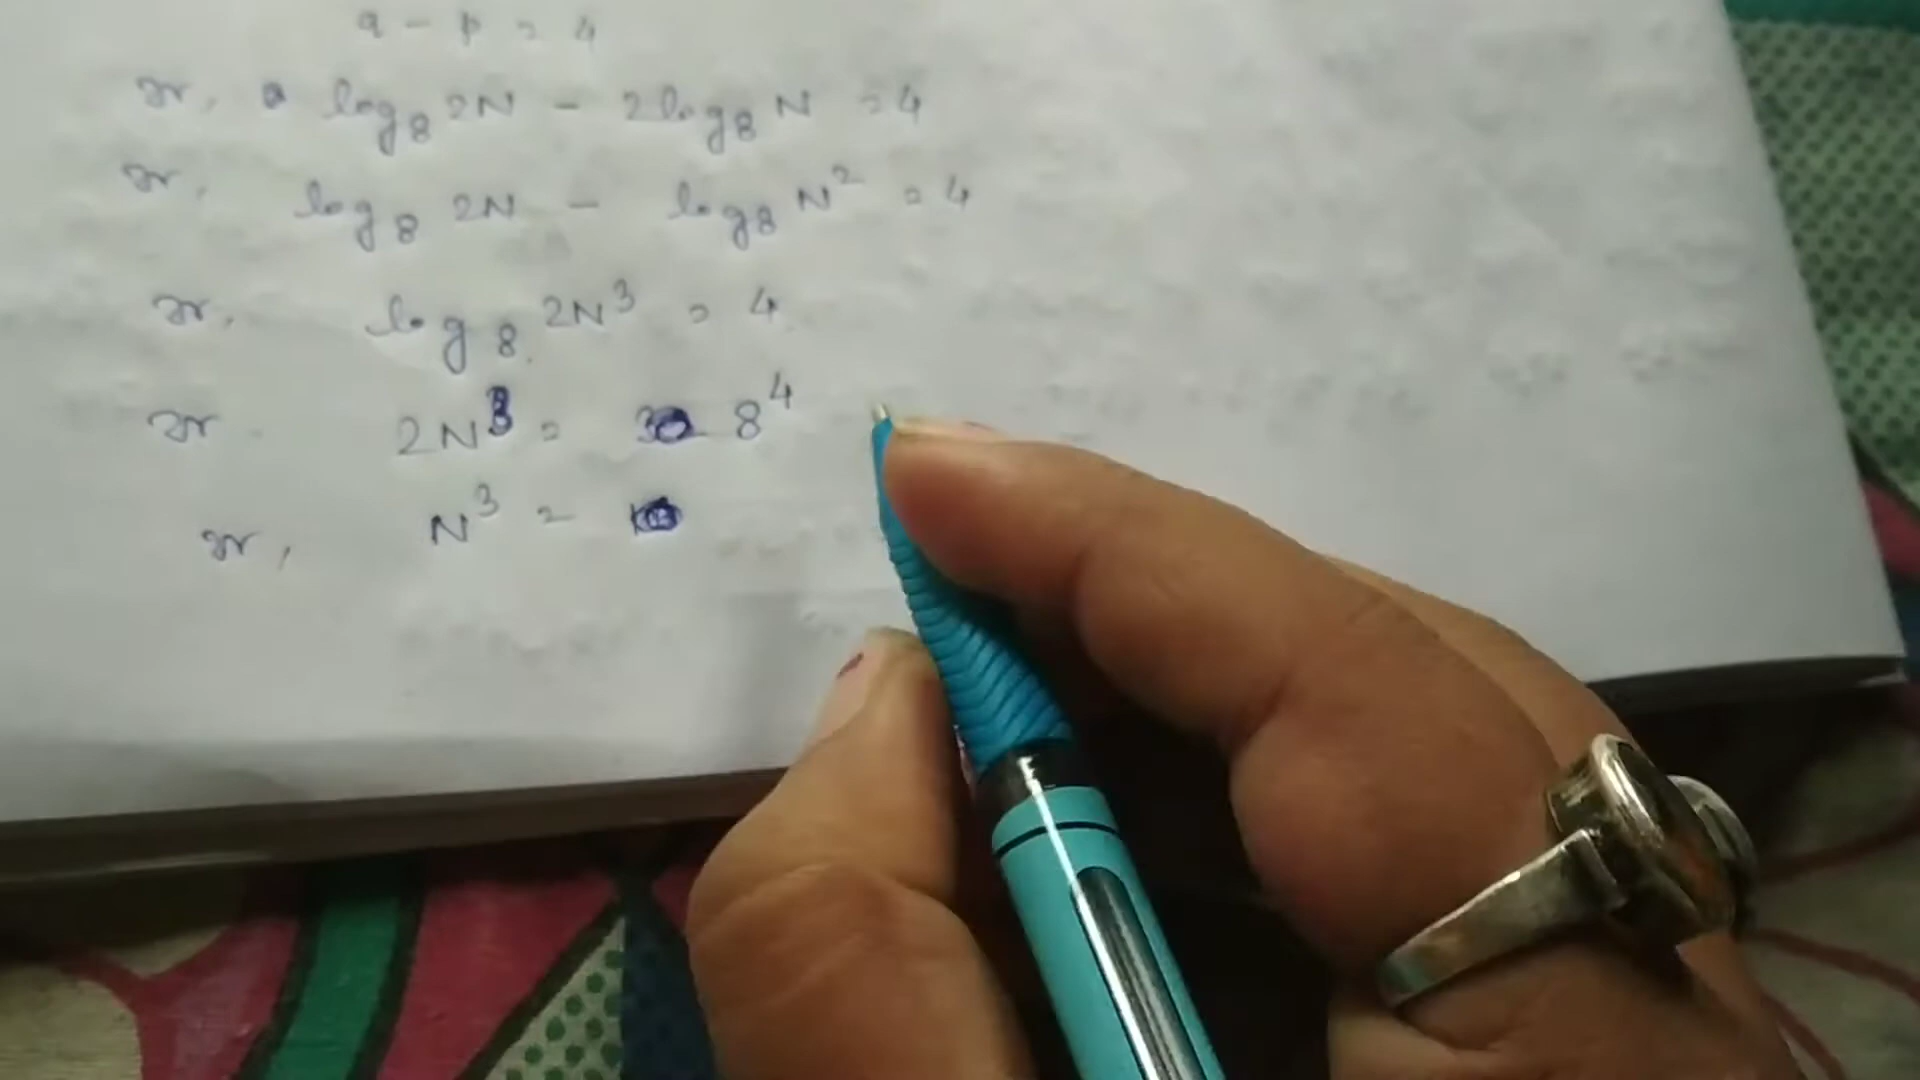 q - p = 4
or, log₈ 2N - 2log₈ N = 4
or, log₈ 2N - log₈ N² = 4
or, log₈ 2N³ = 4
or 2N³ = 8⁴
or, N³ =